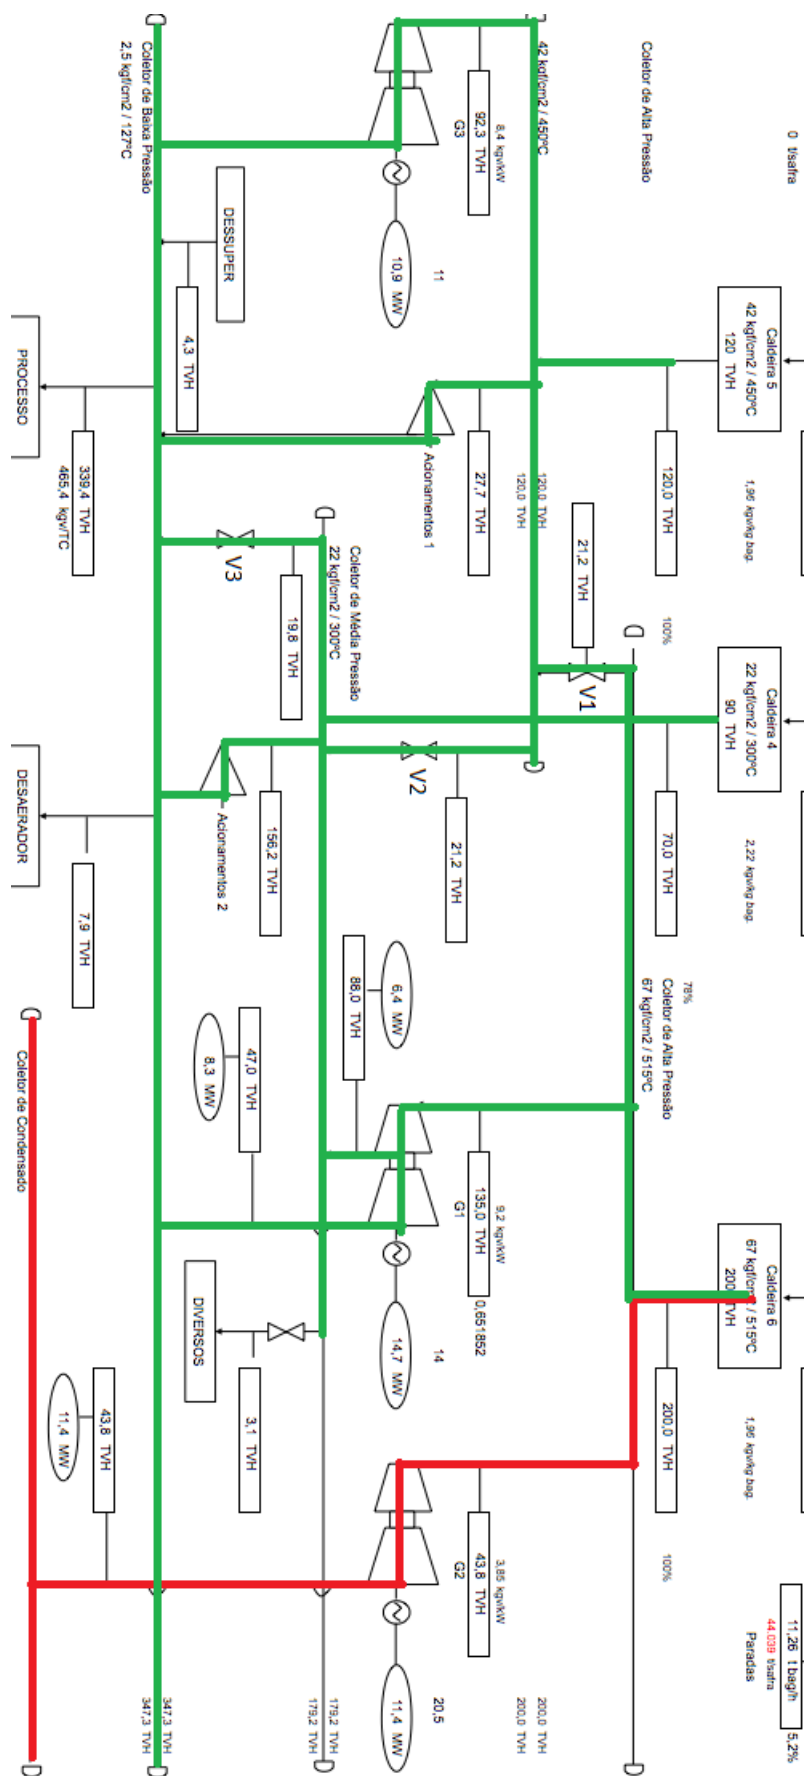 0 t/safra
Coletor de Alta Pressão
42 kgf/cm2 / 450ºC
8,4 kgv/kW
92,3 TVH
G3
11
10,9 MW
Coletor de Baixa Pressão
2,5 kgf/cm2 / 127ºC
DESSUPER
4,3 TVH
PROCESSO
339,4 TVH
465,4 kgv/TC
Caldeira 5
42 kgf/cm2 / 450ºC
120 TVH
1,96 kgv/kg bag.
120,0 TVH
100%
120,0 TVH
120,0 TVH
27,7 TVH
Acionamentos 1
21,2 TVH
V1
Coletor de Média Pressão
22 kgf/cm2 / 300ºC
V3
19,8 TVH
Caldeira 4
22 kgf/cm2 / 300ºC
90 TVH
2,22 kgv/kg bag.
70,0 TVH
78%
V2
21,2 TVH
156,2 TVH
Acionamentos 2
DESAERADOR
7,9 TVH
Coletor de Alta Pressão
67 kgf/cm2 / 515ºC
6,4 MW
88,0 TVH
47,0 TVH
8,3 MW
9,2 kgv/kW
135,0 TVH
G1
0,651852
14
14,7 MW
Coletor de Condensado
DIVERSOS
3,1 TVH
Caldeira 6
67 kgf/cm2 / 515ºC
200 TVH
1,96 kgv/kg bag.
200,0 TVH
100%
43,8 TVH
11,4 MW
3,85 kgv/kW
43,8 TVH
G2
20,5
11,4 MW
11,26 t bag/h
5,2%
44.039 t/safra
Paradas
200,0 TVH
200,0 TVH
179,2 TVH
179,2 TVH
347,3 TVH
347,3 TVH